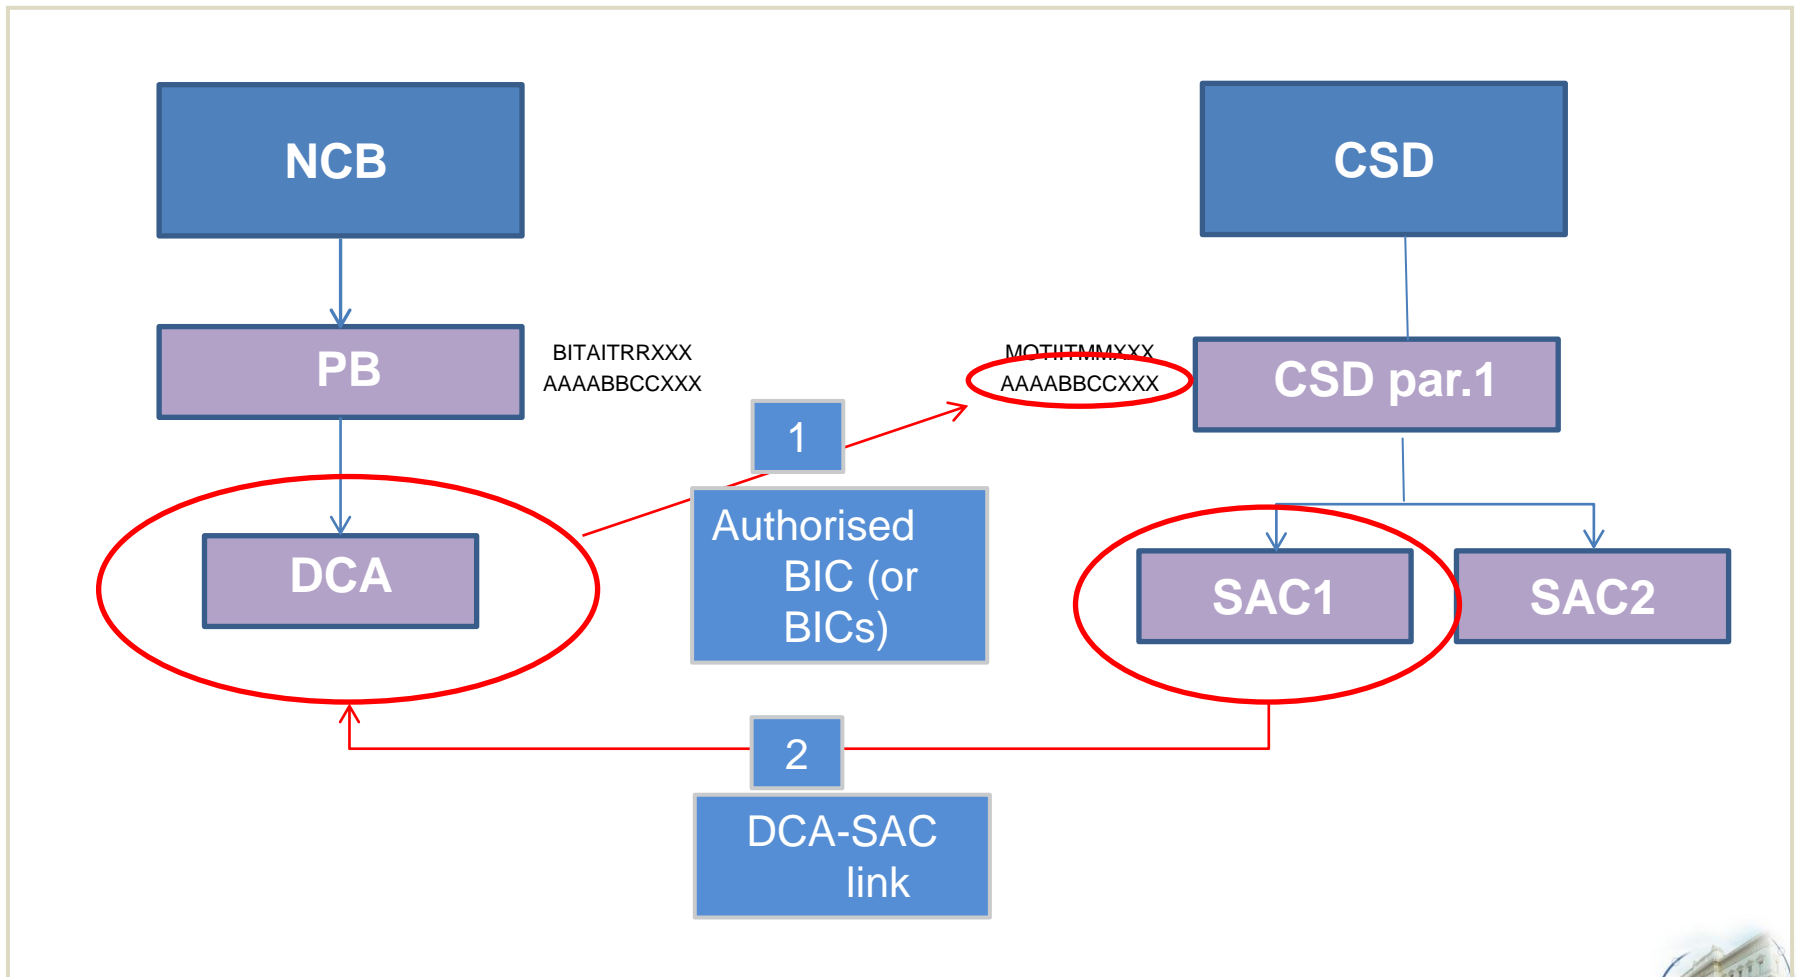 NCB
CSD
PB
BITAITRRXXX
AAAABBCCXXX
MOTIITMMXXX
AAAABBCCXXX
CSD par.1
1
Authorised
BIC (or
BICs)
DCA
SAC1
SAC2
2
DCA-SAC
link